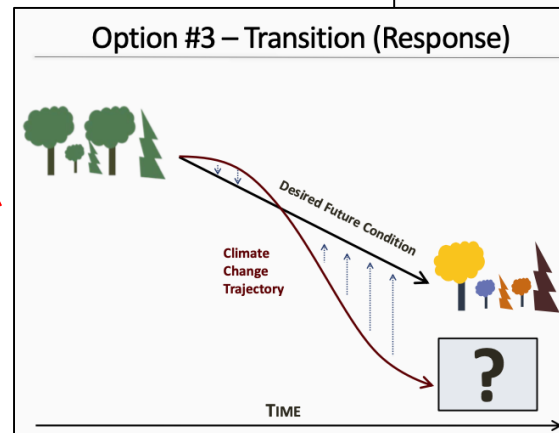 Option #3 – Transition (Response)
Desired Future Condition
Climate
Change
Trajectory
?
TIME